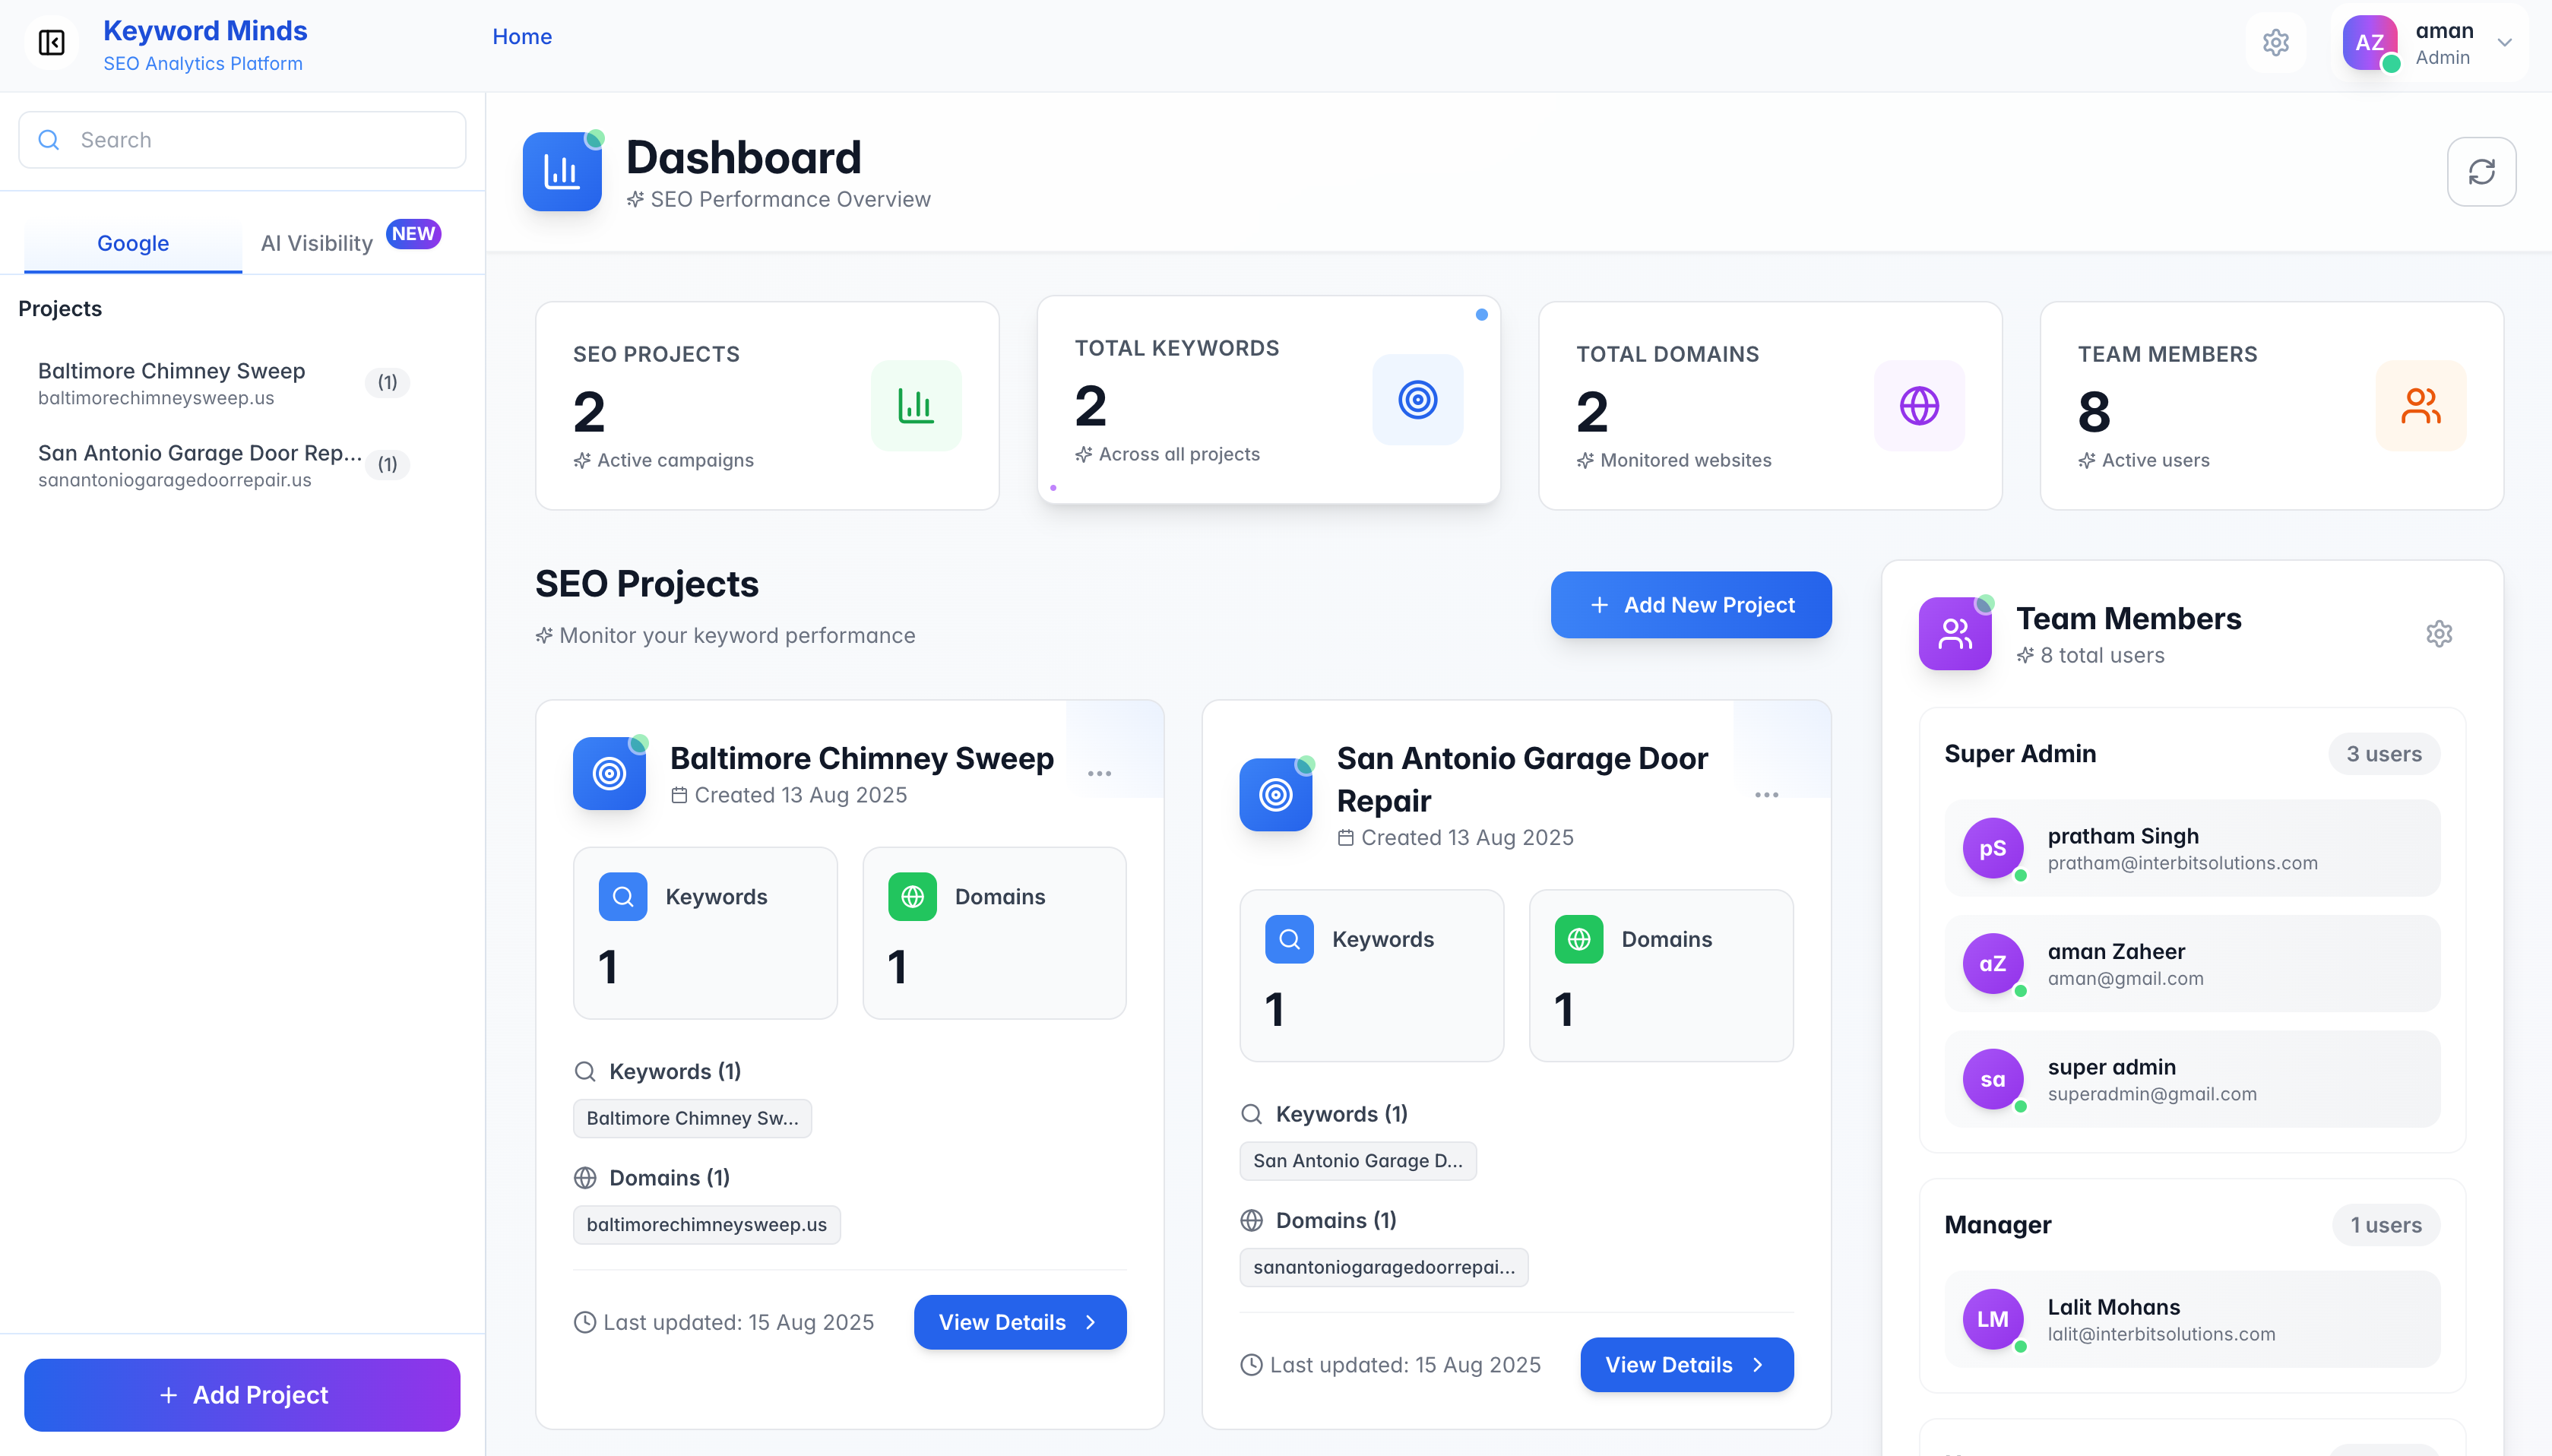 Keyword Minds
SEO Analytics Platform
Home
AZ
aman
Admin
Search
Google
AI Visibility
NEW
Projects
Baltimore Chimney Sweep
baltimorechimneysweep.us
(1)
San Antonio Garage Door Rep...
sanantoniogaragedoorrepair.us
(1)
Add Project
Dashboard
SEO Performance Overview
SEO PROJECTS
2
Active campaigns
TOTAL KEYWORDS
2
Across all projects
TOTAL DOMAINS
2
Monitored websites
TEAM MEMBERS
8
Active users
SEO Projects
Monitor your keyword performance
Add New Project
Baltimore Chimney Sweep
Created 13 Aug 2025
Keywords
1
Domains
1
Keywords (1)
Baltimore Chimney Sw...
Domains (1)
baltimorechimneysweep.us
Last updated: 15 Aug 2025
View Details
San Antonio Garage Door
Repair
Created 13 Aug 2025
Keywords
1
Domains
1
Keywords (1)
San Antonio Garage D...
Domains (1)
sanantoniogaragedoorrepai...
Last updated: 15 Aug 2025
View Details
Team Members
8 total users
Super Admin
3 users
pS
pratham Singh
pratham@interbitsolutions.com
aZ
aman Zaheer
aman@gmail.com
sa
super admin
superadmin@gmail.com
Manager
1 users
LM
Lalit Mohans
lalit@interbitsolutions.com